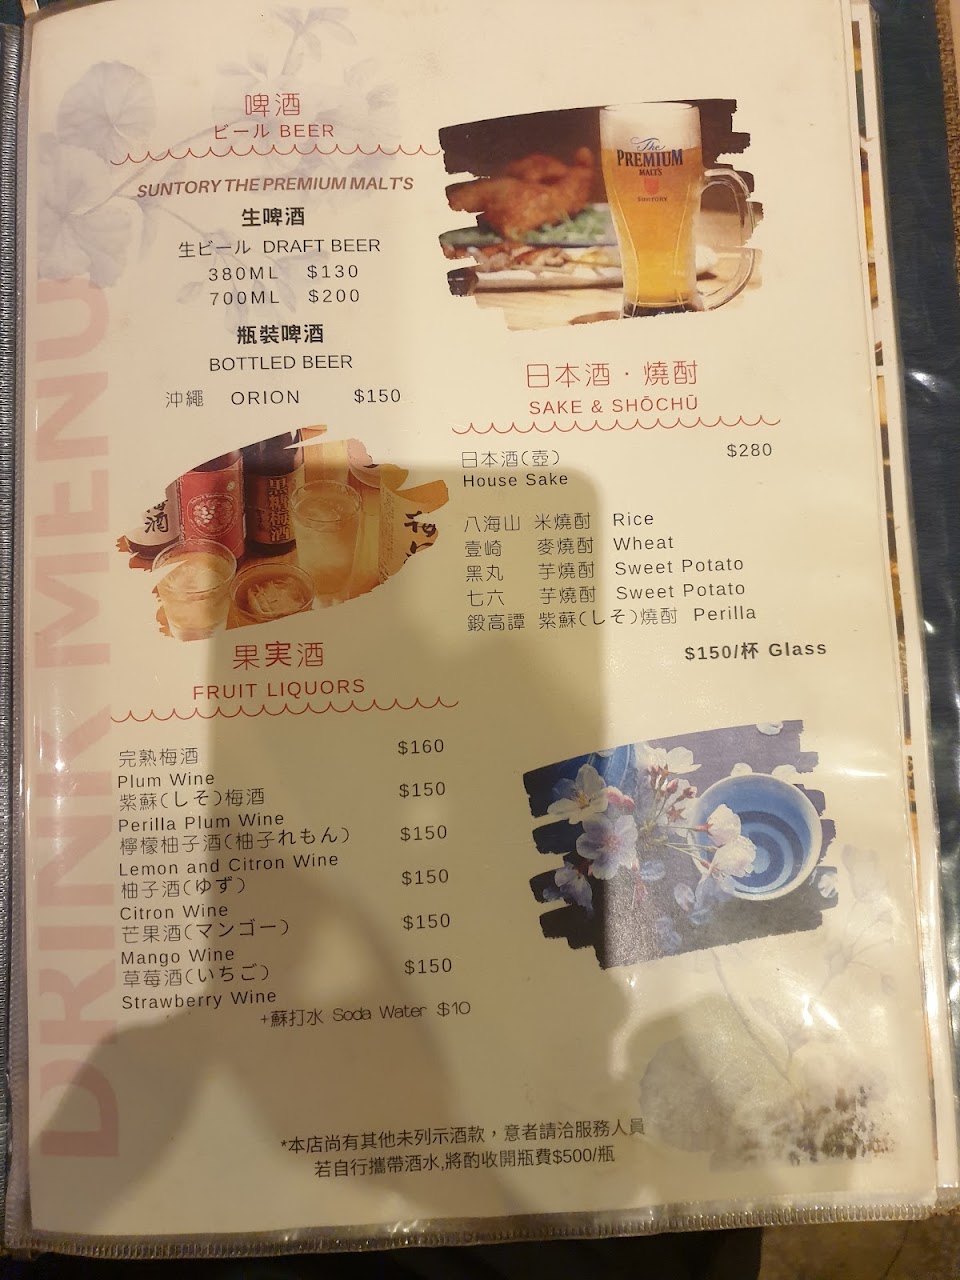 DRINK MENU
啤酒
ビール BEER
SUNTORY THE PREMIUM MALT'S
生啤酒
生ビール DRAFT BEER
380ML $130
700ML $200
瓶裝啤酒
BOTTLED BEER
沖繩 ORION $150
The
PREMIUM
MALT'S
SUNTORY
日本酒・燒酎
SAKE & SHŌCHŪ
日本酒(壺) $280
House Sake
八海山 米燒酎 Rice
壹崎 麥燒酎 Wheat
黑丸 芋燒酎 Sweet Potato
七六 芋燒酎 Sweet Potato
鍛高譚 紫蘇(しそ)燒酎 Perilla
$150/杯 Glass
果実酒
FRUIT LIQUORS
完熟梅酒 $160
Plum Wine
紫蘇(しそ)梅酒 $150
Perilla Plum Wine
檸檬柚子酒(柚子れもん) $150
Lemon and Citron Wine
柚子酒(ゆず) $150
Citron Wine
芒果酒(マンゴー) $150
Mango Wine
草莓酒(いちご) $150
Strawberry Wine
+蘇打水 Soda Water $10
*本店尚有其他未列示酒款，意者請洽服務人員
若自行攜帶酒水,將酌收開瓶費$500/瓶